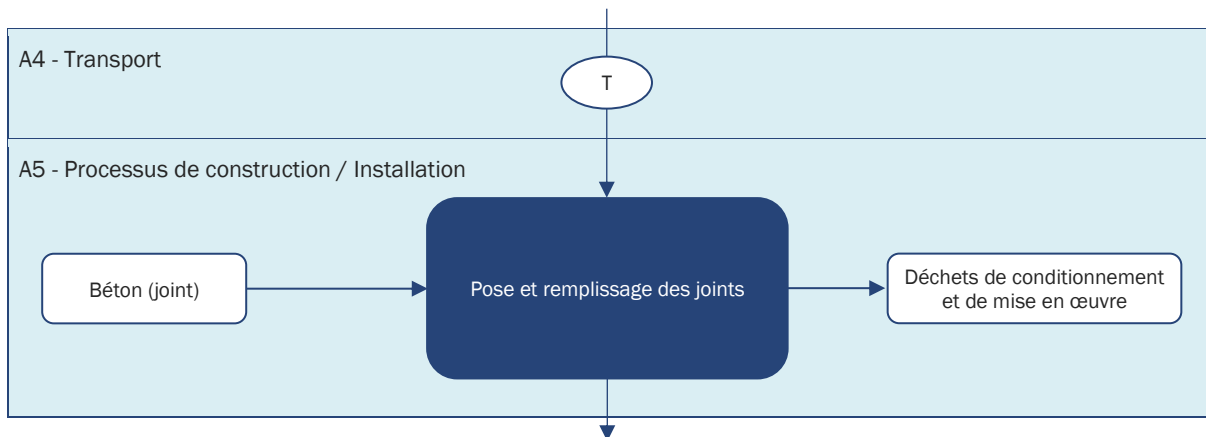 A4 - Transport
T
A5 - Processus de construction / Installation
Béton (joint)
Pose et remplissage des joints
Déchets de conditionnement
et de mise en œuvre